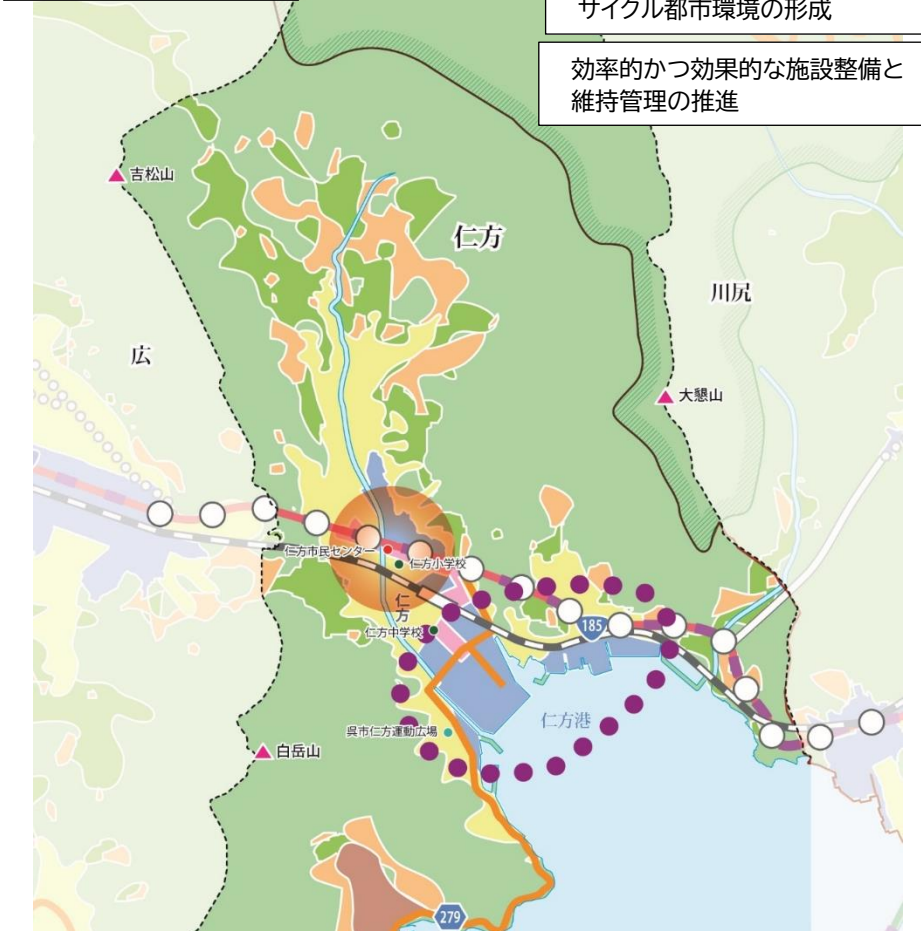 サイクル都市環境の形成
効率的かつ効果的な施設整備と
維持管理の推進
吉松山
仁方
川尻
広
大懇山
仁方市民センター
仁方小学校
仁方
仁方中学校
185
仁方港
呉市仁方運動広場
白岳山
279